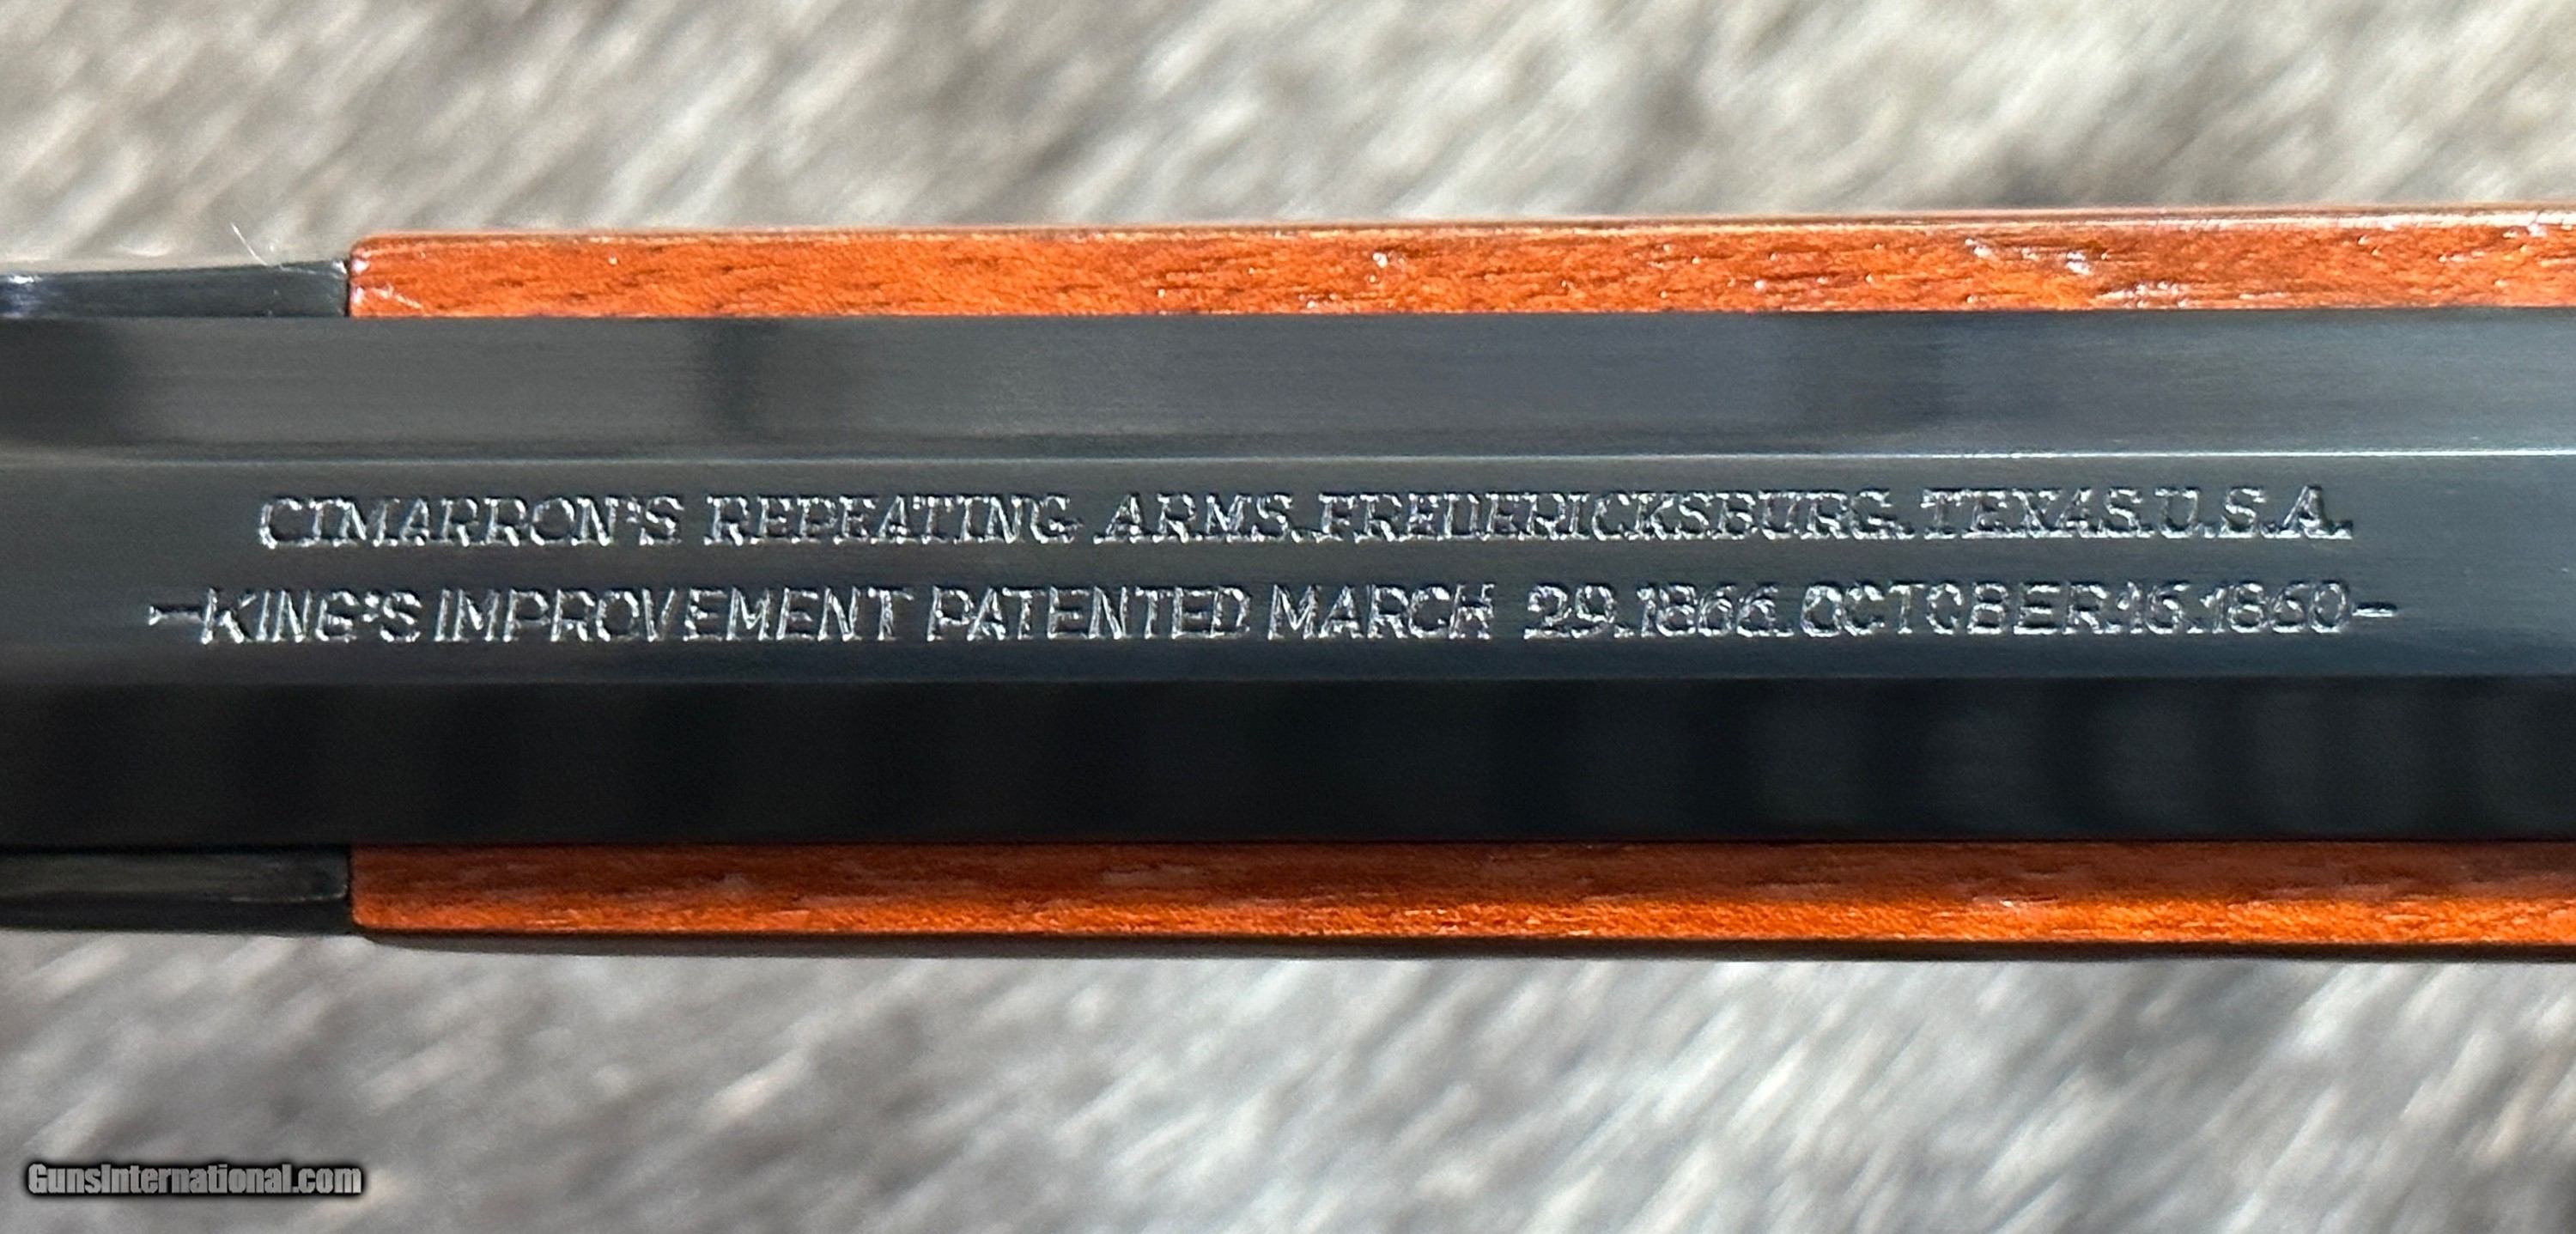 CIMARRON'S REPEATING ARMS. FREDERICKSBURG. TEXAS.U.S.A.
-KING'S IMPROVEMENT PATENTED MARCH 29.1866.OCTOBER.16.1860-
GunsInternational.com